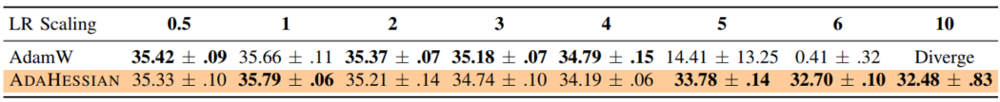 LR Scaling 0.5 1 2 3 4 5 6 10
AdamW 35.42 ± .09 35.66 ± .11 35.37 ± .07 35.18 ± .07 34.79 ± .15 14.41 ± 13.25 0.41 ± .32 Diverge
ADAHESSIAN 35.33 ± .10 35.79 ± .06 35.21 ± .14 34.74 ± .10 34.19 ± .06 33.78 ± .14 32.70 ± .10 32.48 ± .83